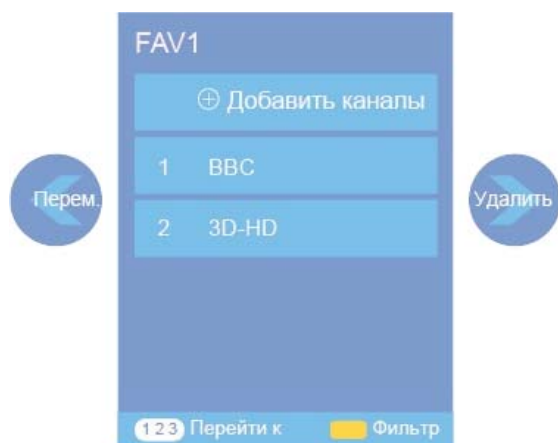 FAV1
⊕ Добавить каналы
1 BBC
Перем.
Удалить
2 3D-HD
123 Перейти к Фильтр